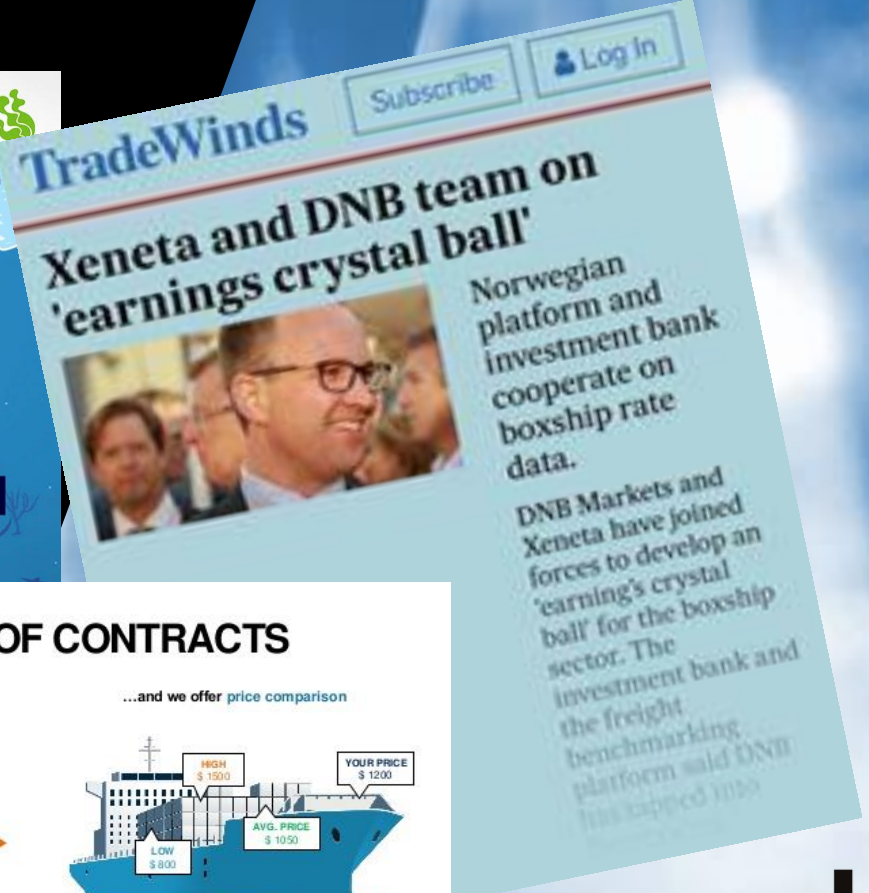 Subscribe
Log In
TradeWinds
Xeneta and DNB team on
'earnings crystal ball'
Norwegian
platform and
investment bank
cooperate on
boxship rate
data.
DNB Markets and
Xeneta have joined
forces to develop an
'earning's crystal
ball' for the boxship
sector. The
investment bank and
the freight
benchmarking
platform said DNB
has tapped into
OF CONTRACTS
...and we offer price comparison
HIGH
$ 1500
YOUR PRICE
$ 1200
AVG. PRICE
$ 1050
LOW
$ 800